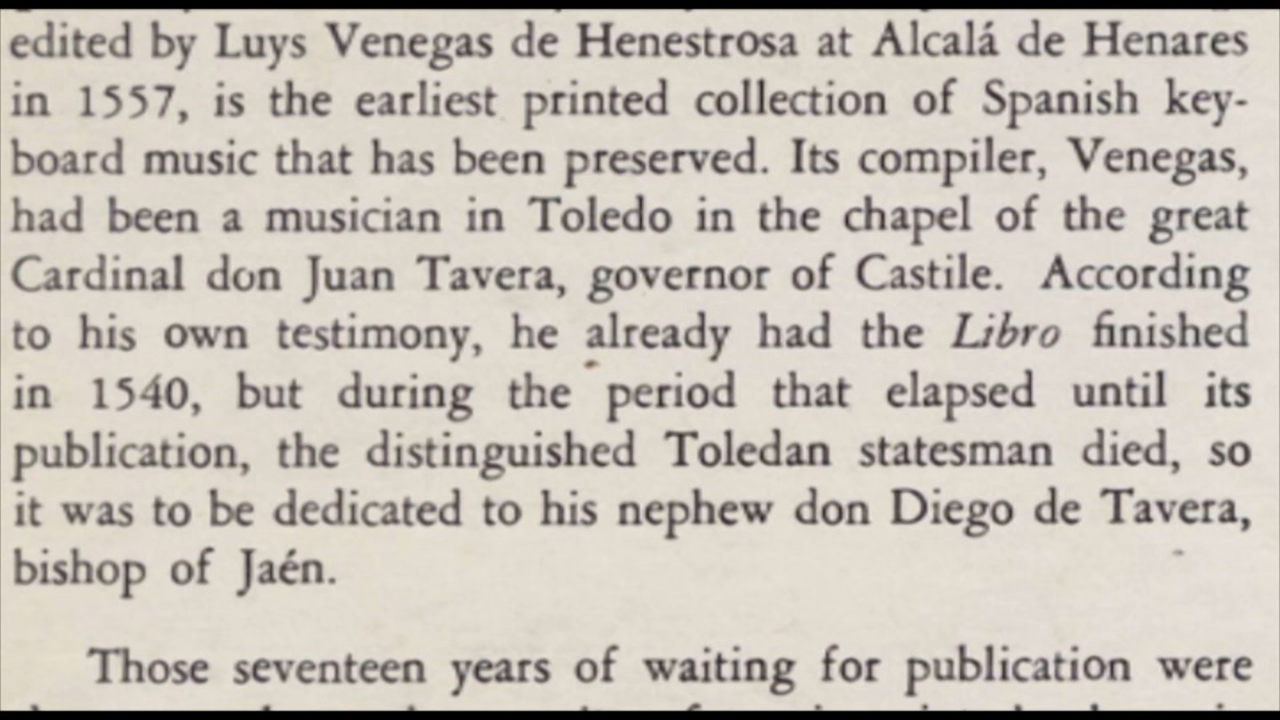 edited by Luys Venegas de Henestrosa at Alcalá de Henares
in 1557, is the earliest printed collection of Spanish key-
board music that has been preserved. Its compiler, Venegas,
had been a musician in Toledo in the chapel of the great
Cardinal don Juan Tavera, governor of Castile. According
to his own testimony, he already had the Libro finished
in 1540, but during the period that elapsed until its
publication, the distinguished Toledan statesman died, so
it was to be dedicated to his nephew don Diego de Tavera,
bishop of Jaén.
Those seventeen years of waiting for publication were